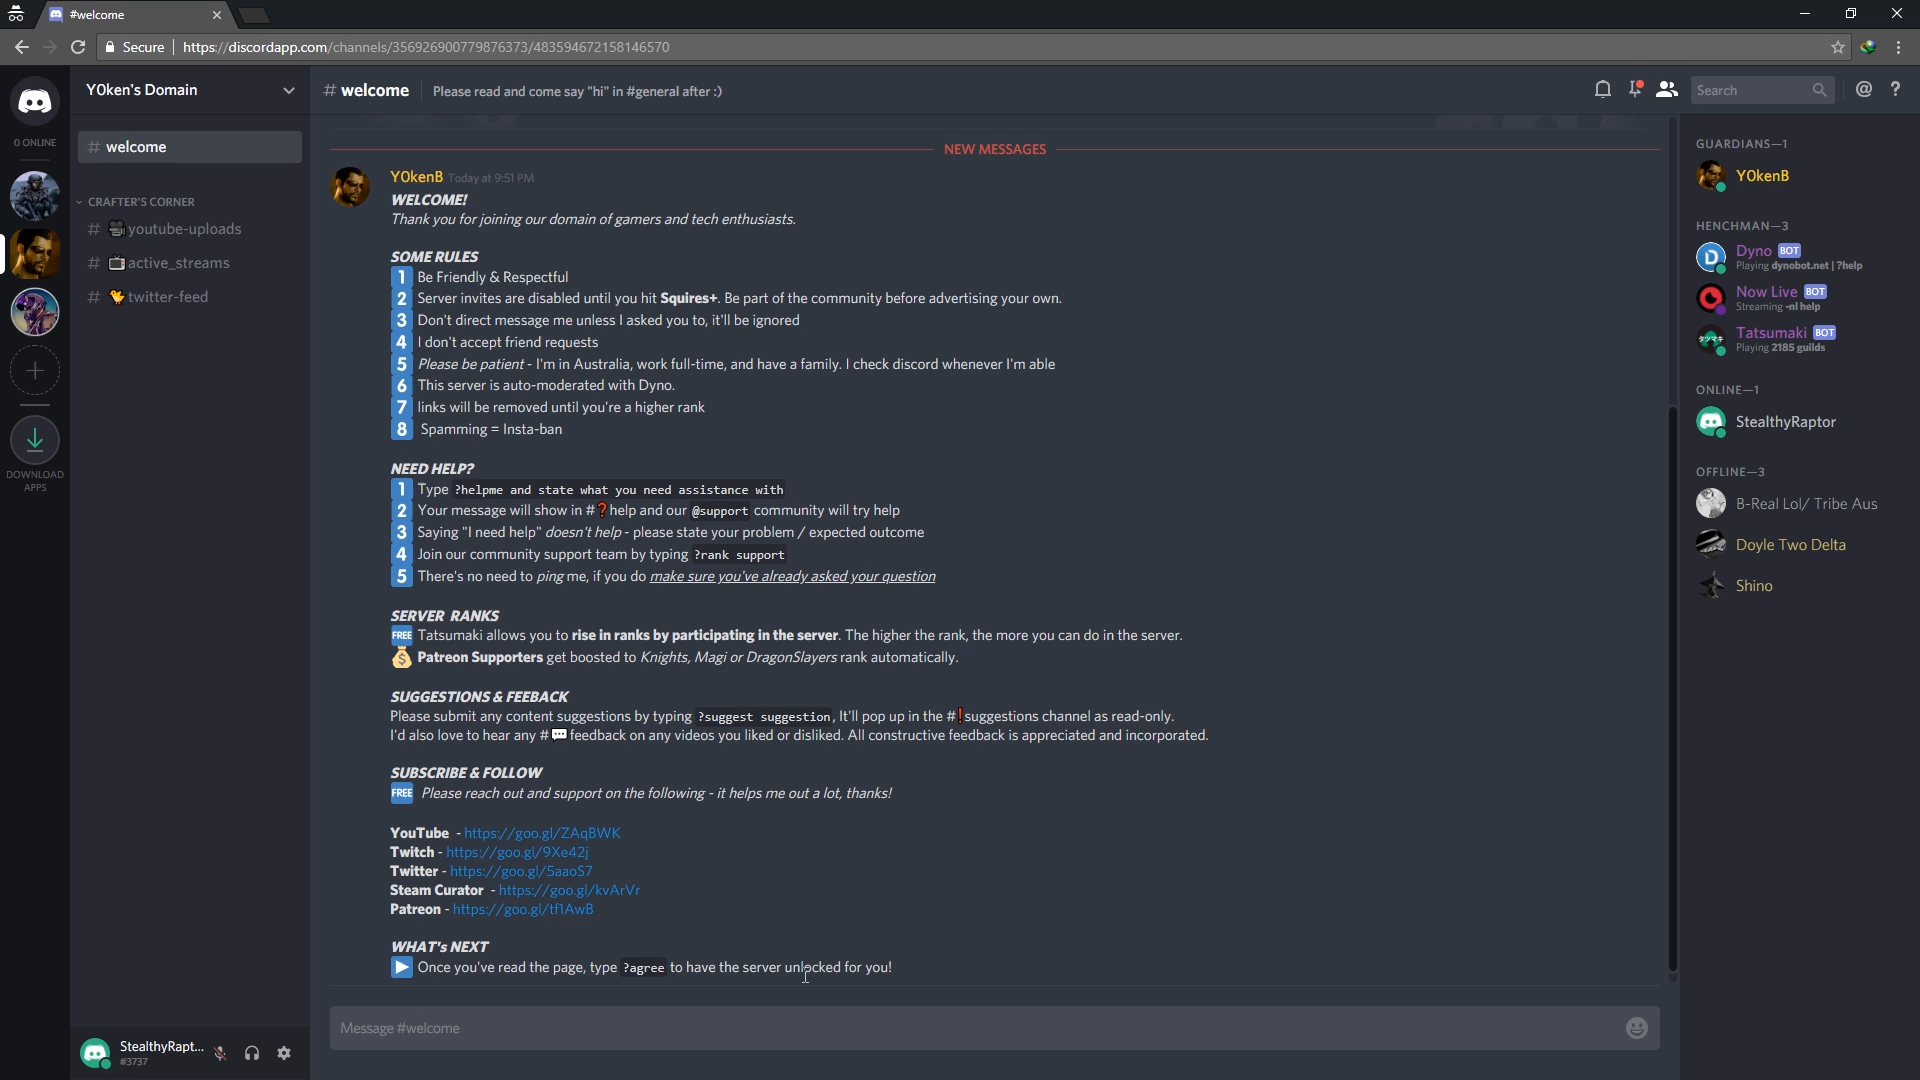 #welcome
Secure
https://discordapp.com/channels/356926900779876373/483594672158146570
0 ONLINE
DOWNLOAD
APPS
Y0ken's Domain
# welcome
CRAFTER'S CORNER
# 🎥youtube-uploads
# 📺active_streams
# 🐤twitter-feed
StealthyRapt...
#3737
# welcome
Please read and come say "hi" in #general after :)
Search
NEW MESSAGES
Y0kenB Today at 9:51 PM
WELCOME!
Thank you for joining our domain of gamers and tech enthusiasts.
SOME RULES
1 Be Friendly & Respectful
2 Server invites are disabled until you hit Squires+. Be part of the community before advertising your own.
3 Don't direct message me unless I asked you to, it'll be ignored
4 I don't accept friend requests
5 Please be patient - I'm in Australia, work full-time, and have a family. I check discord whenever I'm able
6 This server is auto-moderated with Dyno.
7 links will be removed until you're a higher rank
8 Spamming = Insta-ban
NEED HELP?
1 Type ?helpme and state what you need assistance with
2 Your message will show in #❓help and our @support community will try help
3 Saying "I need help" doesn't help - please state your problem / expected outcome
4 Join our community support team by typing ?rank support
5 There's no need to ping me, if you do make sure you've already asked your question
SERVER RANKS
FREE Tatsumaki allows you to rise in ranks by participating in the server. The higher the rank, the more you can do in the server.
💰 Patreon Supporters get boosted to Knights, Magi or DragonSlayers rank automatically.
SUGGESTIONS & FEEBACK
Please submit any content suggestions by typing ?suggest suggestion, It'll pop up in the #❗suggestions channel as read-only.
I'd also love to hear any #💬feedback on any videos you liked or disliked. All constructive feedback is appreciated and incorporated.
SUBSCRIBE & FOLLOW
FREE Please reach out and support on the following - it helps me out a lot, thanks!
YouTube - https://goo.gl/ZAqBWK
Twitch - https://goo.gl/9Xe42j
Twitter - https://goo.gl/5aaoS7
Steam Curator - https://goo.gl/kvArVr
Patreon - https://goo.gl/tf1AwB
WHAT's NEXT
▶ Once you've read the page, type ?agree to have the server unlocked for you!
Message #welcome
GUARDIANS—1
Y0kenB
HENCHMAN—3
Dyno BOT
Playing dynobot.net | ?help
Now Live BOT
Streaming -nl help
Tatsumaki BOT
Playing 2185 guilds
ONLINE—1
StealthyRaptor
OFFLINE—3
B-Real Lol/ Tribe Aus
Doyle Two Delta
Shino